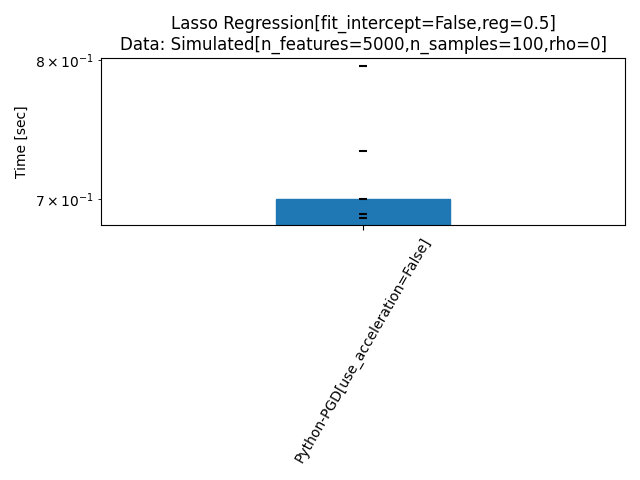 Lasso Regression[fit_intercept=False,reg=0.5]
Data: Simulated[n_features=5000,n_samples=100,rho=0]
8 × 10⁻¹
Time [sec]
7 × 10⁻¹
Python-PGD[use_acceleration=False]